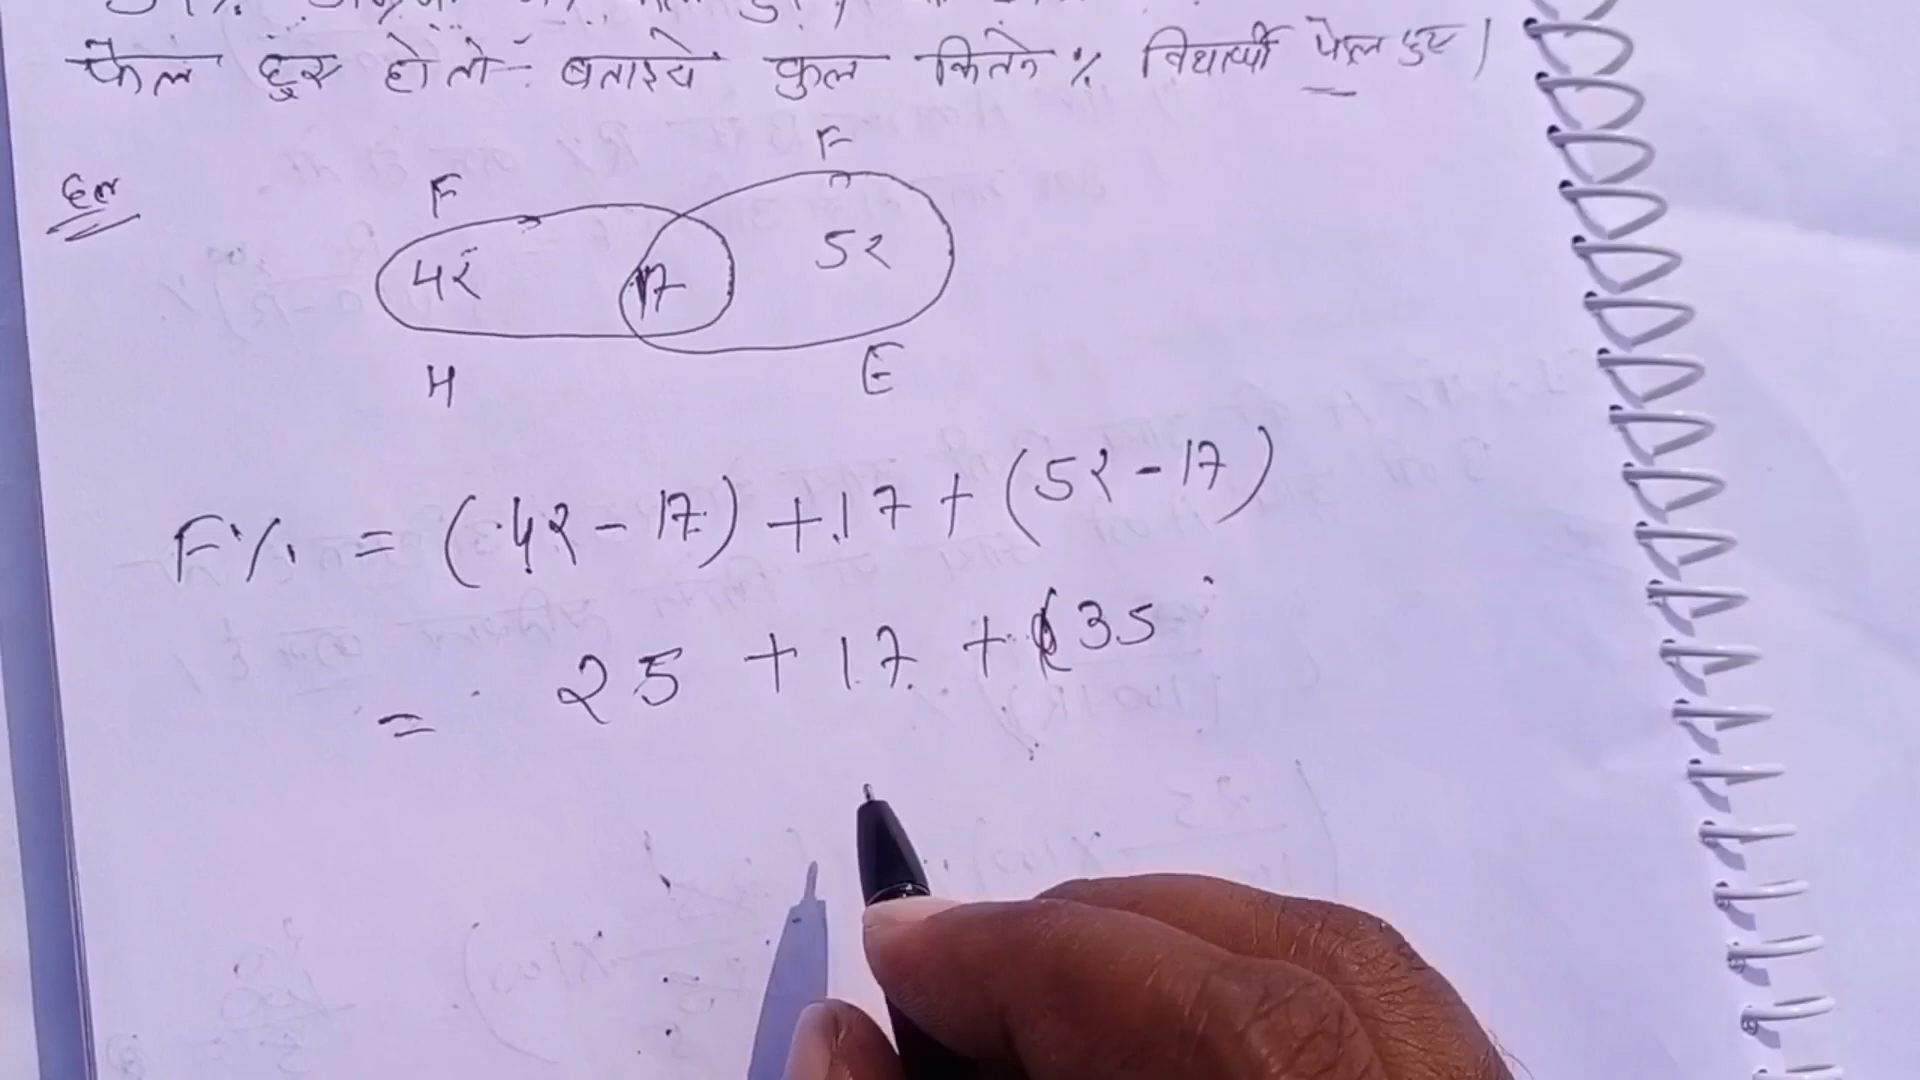 फेल हुए हो तो - बताइये कुल कितने % विधार्थी फेल हुए।
हल
F F
42 17 52
H E
F% = (42 - 17) + 17 + (52 - 17)
= 25 + 17 + 35